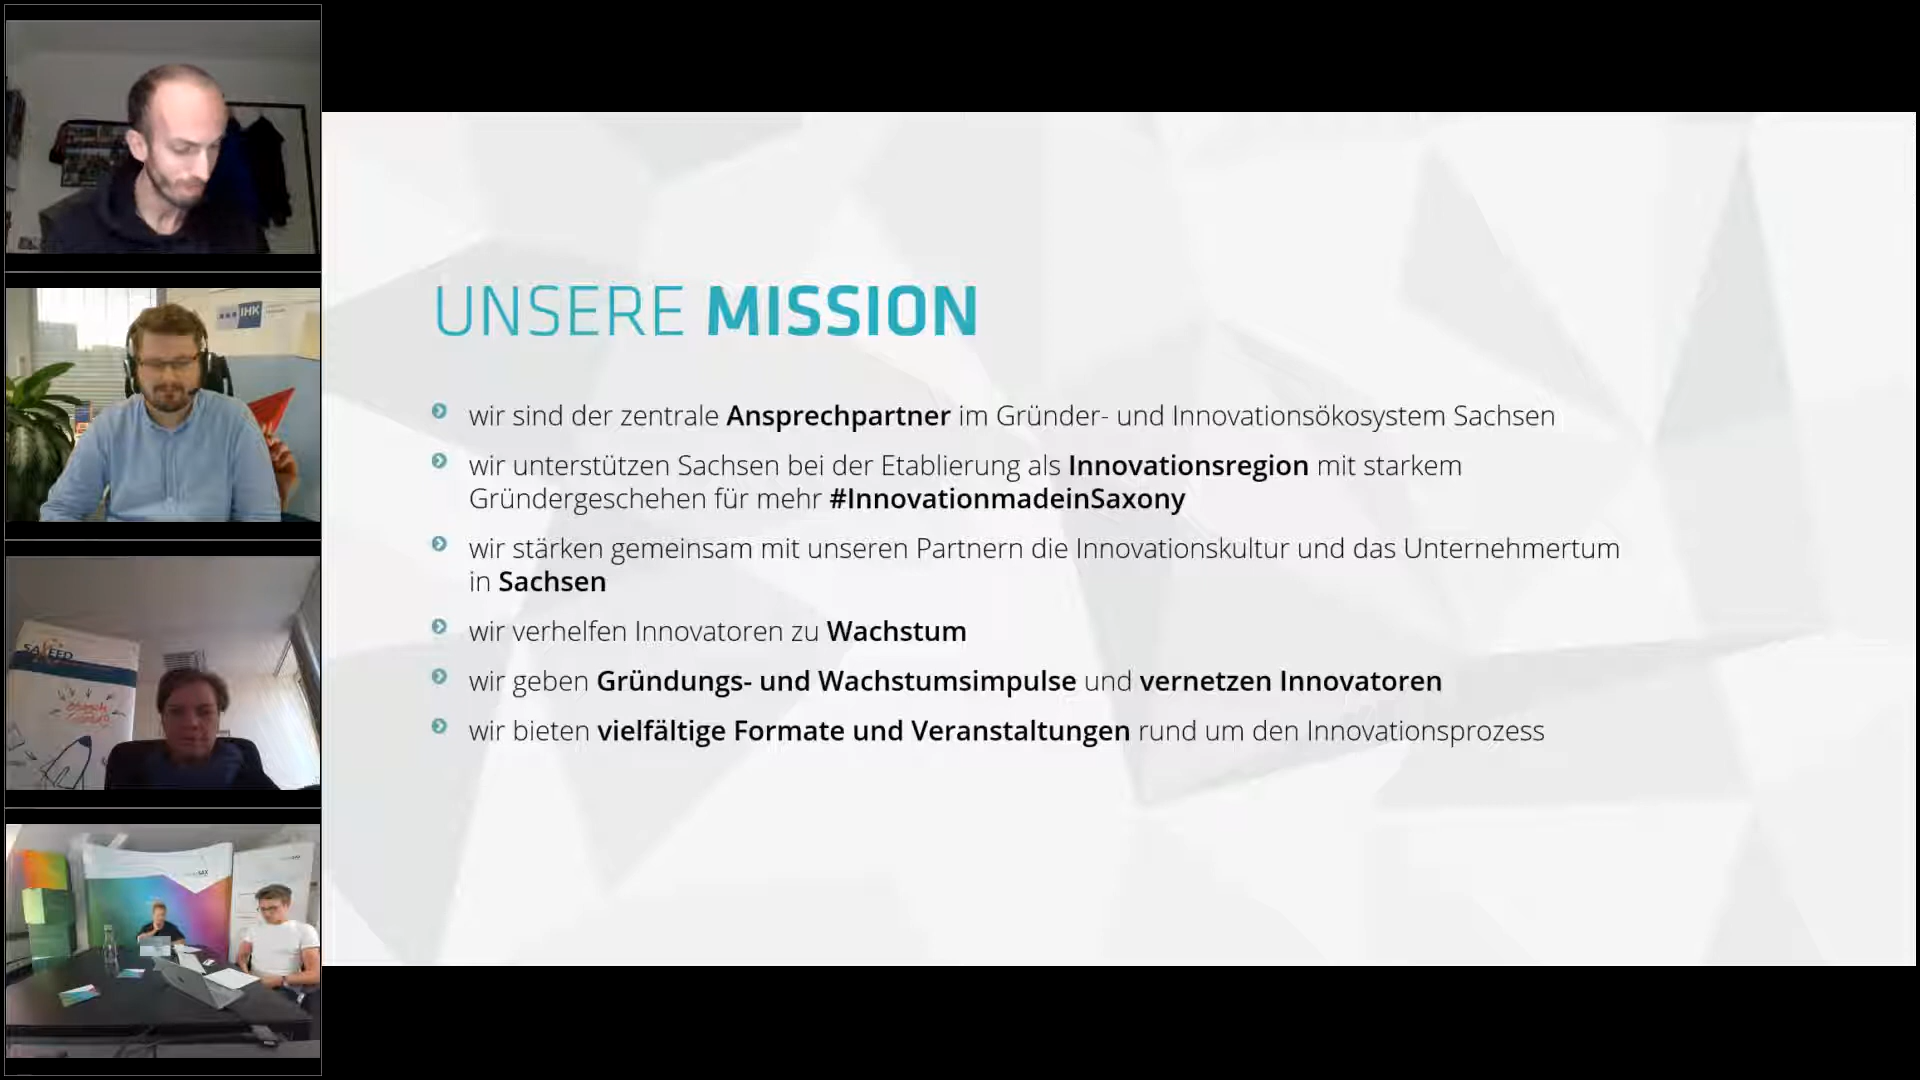 UNSERE MISSION
wir sind der zentrale Ansprechpartner im Gründer- und Innovationsökosystem Sachsen
wir unterstützen Sachsen bei der Etablierung als Innovationsregion mit starkem
Gründergeschehen für mehr #InnovationmadeinSaxony
wir stärken gemeinsam mit unseren Partnern die Innovationskultur und das Unternehmertum
in Sachsen
wir verhelfen Innovatoren zu Wachstum
wir geben Gründungs- und Wachstumsimpulse und vernetzen Innovatoren
wir bieten vielfältige Formate und Veranstaltungen rund um den Innovationsprozess
IHK